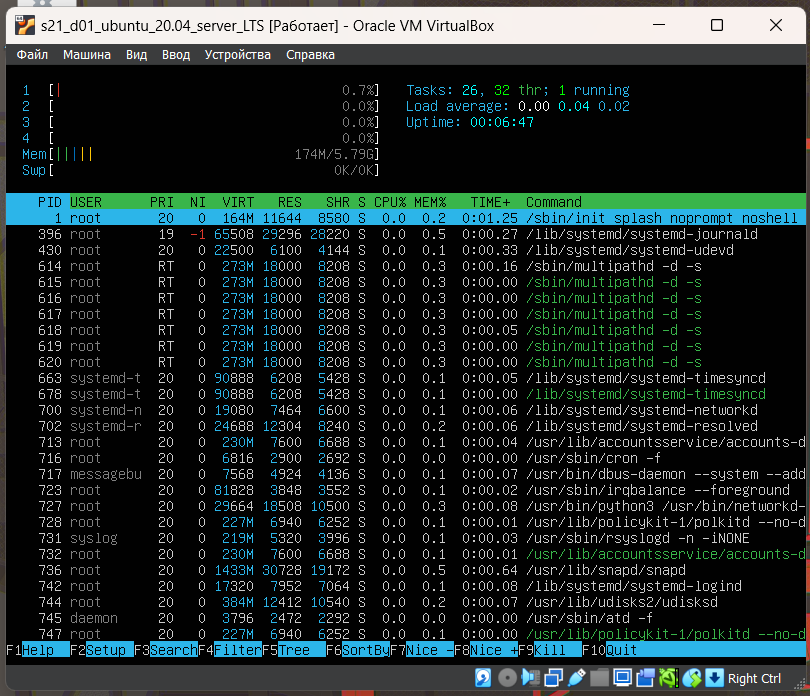 s21_d01_ubuntu_20.04_server_LTS [Работает] - Oracle VM VirtualBox
Файл Машина Вид Ввод Устройства Справка
1 [| 0.7%] Tasks: 26, 32 thr; 1 running
2 [ 0.0%] Load average: 0.00 0.04 0.02
3 [ 0.0%] Uptime: 00:06:47
4 [ 0.0%]
Mem[||||| 174M/5.79G]
Swp[ 0K/0K]
PID USER PRI NI VIRT RES SHR S CPU% MEM% TIME+ Command
1 root 20 0 164M 11644 8580 S 0.0 0.2 0:01.25 /sbin/init splash noprompt noshell
396 root 19 -1 65508 29296 28220 S 0.0 0.5 0:00.27 /lib/systemd/systemd-journald
430 root 20 0 22500 6100 4144 S 0.0 0.1 0:00.33 /lib/systemd/systemd-udevd
614 root RT 0 273M 18000 8208 S 0.0 0.3 0:00.16 /sbin/multipathd -d -s
615 root RT 0 273M 18000 8208 S 0.0 0.3 0:00.00 /sbin/multipathd -d -s
616 root RT 0 273M 18000 8208 S 0.0 0.3 0:00.00 /sbin/multipathd -d -s
617 root RT 0 273M 18000 8208 S 0.0 0.3 0:00.00 /sbin/multipathd -d -s
618 root RT 0 273M 18000 8208 S 0.0 0.3 0:00.05 /sbin/multipathd -d -s
619 root RT 0 273M 18000 8208 S 0.0 0.3 0:00.00 /sbin/multipathd -d -s
620 root RT 0 273M 18000 8208 S 0.0 0.3 0:00.00 /sbin/multipathd -d -s
663 systemd-t 20 0 90888 6208 5428 S 0.0 0.1 0:00.05 /lib/systemd/systemd-timesyncd
678 systemd-t 20 0 90888 6208 5428 S 0.0 0.1 0:00.00 /lib/systemd/systemd-timesyncd
700 systemd-n 20 0 19080 7464 6600 S 0.0 0.1 0:00.06 /lib/systemd/systemd-networkd
702 systemd-r 20 0 24688 12304 8240 S 0.0 0.2 0:00.06 /lib/systemd/systemd-resolved
713 root 20 0 230M 7600 6688 S 0.0 0.1 0:00.04 /usr/lib/accountsservice/accounts-d
716 root 20 0 6816 2900 2692 S 0.0 0.0 0:00.00 /usr/sbin/cron -f
717 messagebu 20 0 7568 4924 4136 S 0.0 0.1 0:00.07 /usr/bin/dbus-daemon --system --add
723 root 20 0 81828 3848 3552 S 0.0 0.1 0:00.02 /usr/sbin/irqbalance --foreground
727 root 20 0 29664 18508 10500 S 0.0 0.3 0:00.08 /usr/bin/python3 /usr/bin/networkd-
728 root 20 0 227M 6940 6252 S 0.0 0.1 0:00.01 /usr/lib/policykit-1/polkitd --no-d
731 syslog 20 0 219M 5320 3996 S 0.0 0.1 0:00.03 /usr/sbin/rsyslogd -n -iNONE
732 root 20 0 230M 7600 6688 S 0.0 0.1 0:00.01 /usr/lib/accountsservice/accounts-d
736 root 20 0 1433M 30728 19172 S 0.0 0.5 0:00.64 /usr/lib/snapd/snapd
742 root 20 0 17320 7952 7064 S 0.0 0.1 0:00.08 /lib/systemd/systemd-logind
744 root 20 0 384M 12412 10540 S 0.0 0.2 0:00.07 /usr/lib/udisks2/udisksd
745 daemon 20 0 3796 2472 2292 S 0.0 0.0 0:00.00 /usr/sbin/atd -f
747 root 20 0 227M 6940 6252 S 0.0 0.1 0:00.00 /usr/lib/policykit-1/polkitd --no-d
F1Help F2Setup F3SearchF4FilterF5Tree F6SortByF7Nice -F8Nice +F9Kill F10Quit
Right Ctrl